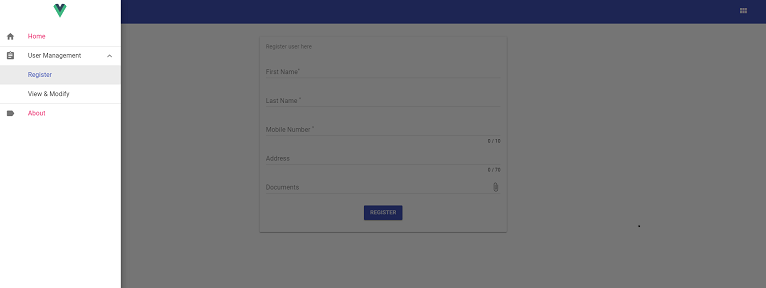 Home
User Management
Register
View & Modify
About
Register user here
First Name *
Last Name *
Mobile Number *
0 / 10
Address
0 / 70
Documents
REGISTER